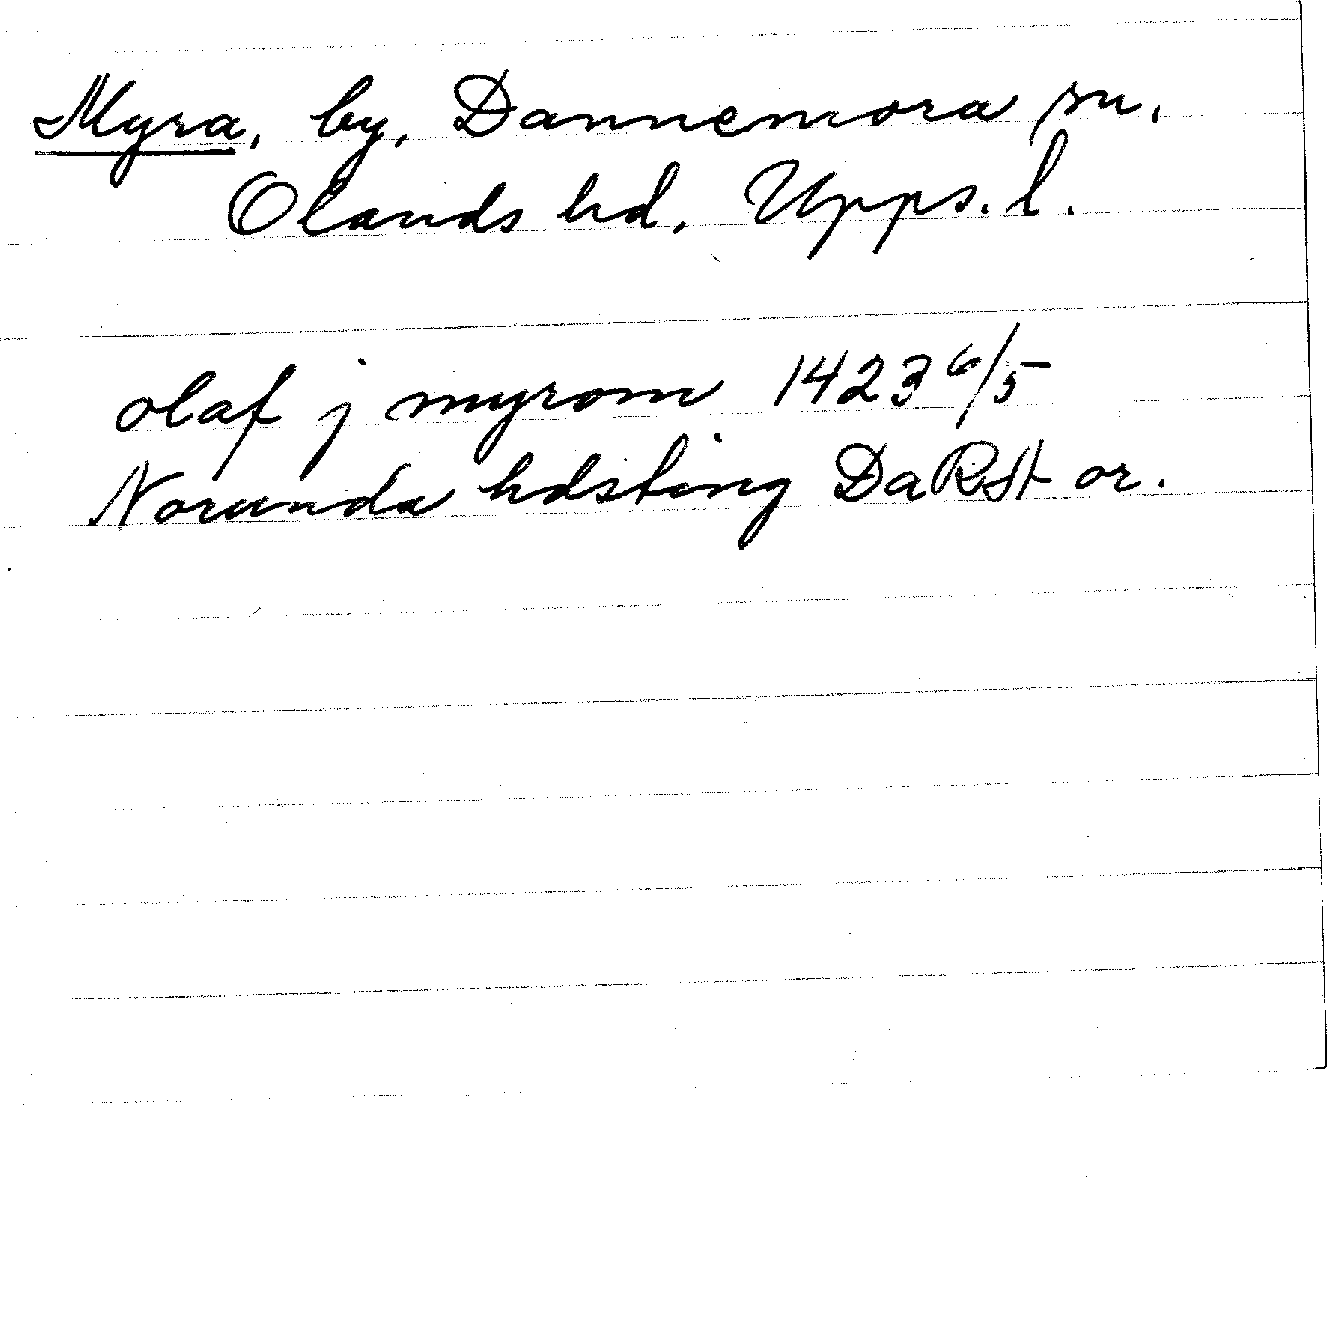 Myra, by, Dannemora sn,
Olands hd, Upps. l.
olaf j myrom 1423 6/5
Norunda hdsting DaRSt or.